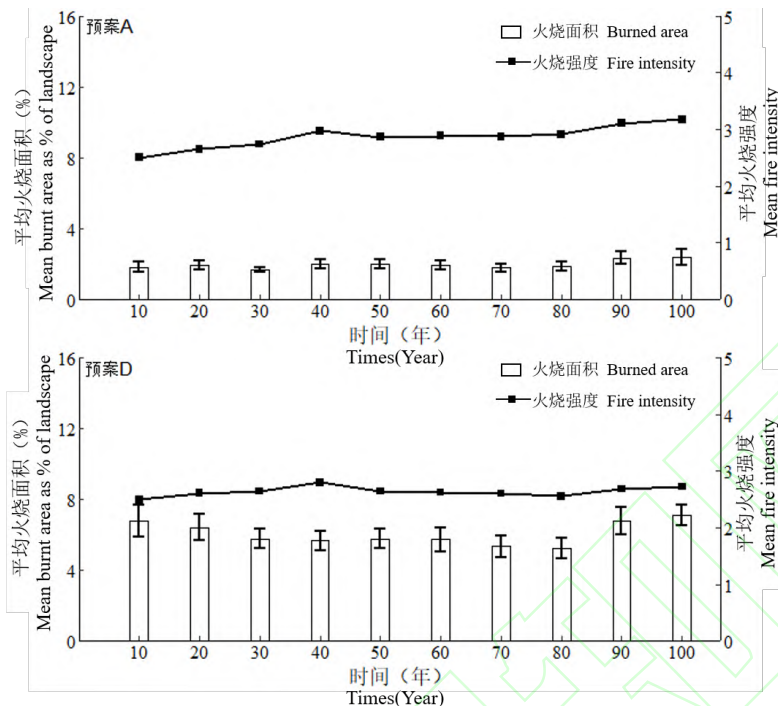 预案A
火烧面积 Burned area
火烧强度 Fire intensity
平均火烧面积（%）
Mean burnt area as % of landscape
16
12
8
4
0
5
4
3
2
1
0
平均火烧强度
Mean fire intensity
10 20 30 40 50 60 70 80 90 100
时间（年）
Times(Year)
预案D
火烧面积 Burned area
火烧强度 Fire intensity
平均火烧面积（%）
Mean burnt area as % of landscape
16
12
8
4
0
5
4
3
2
1
0
平均火烧强度
Mean fire intensity
10 20 30 40 50 60 70 80 90 100
时间（年）
Times(Year)